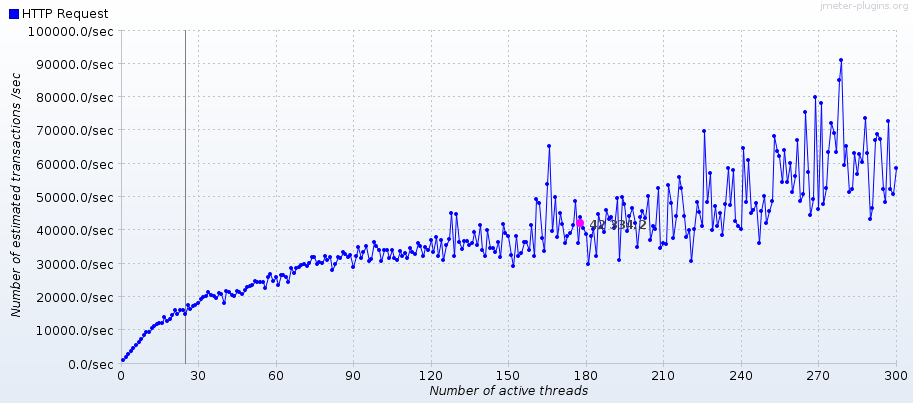 HTTP Request
jmeter-plugins.org
Number of estimated transactions /sec
100000.0/sec
90000.0/sec
80000.0/sec
70000.0/sec
60000.0/sec
50000.0/sec
40000.0/sec
30000.0/sec
20000.0/sec
10000.0/sec
0.0/sec
0 30 60 90 120 150 180 210 240 270 300
Number of active threads